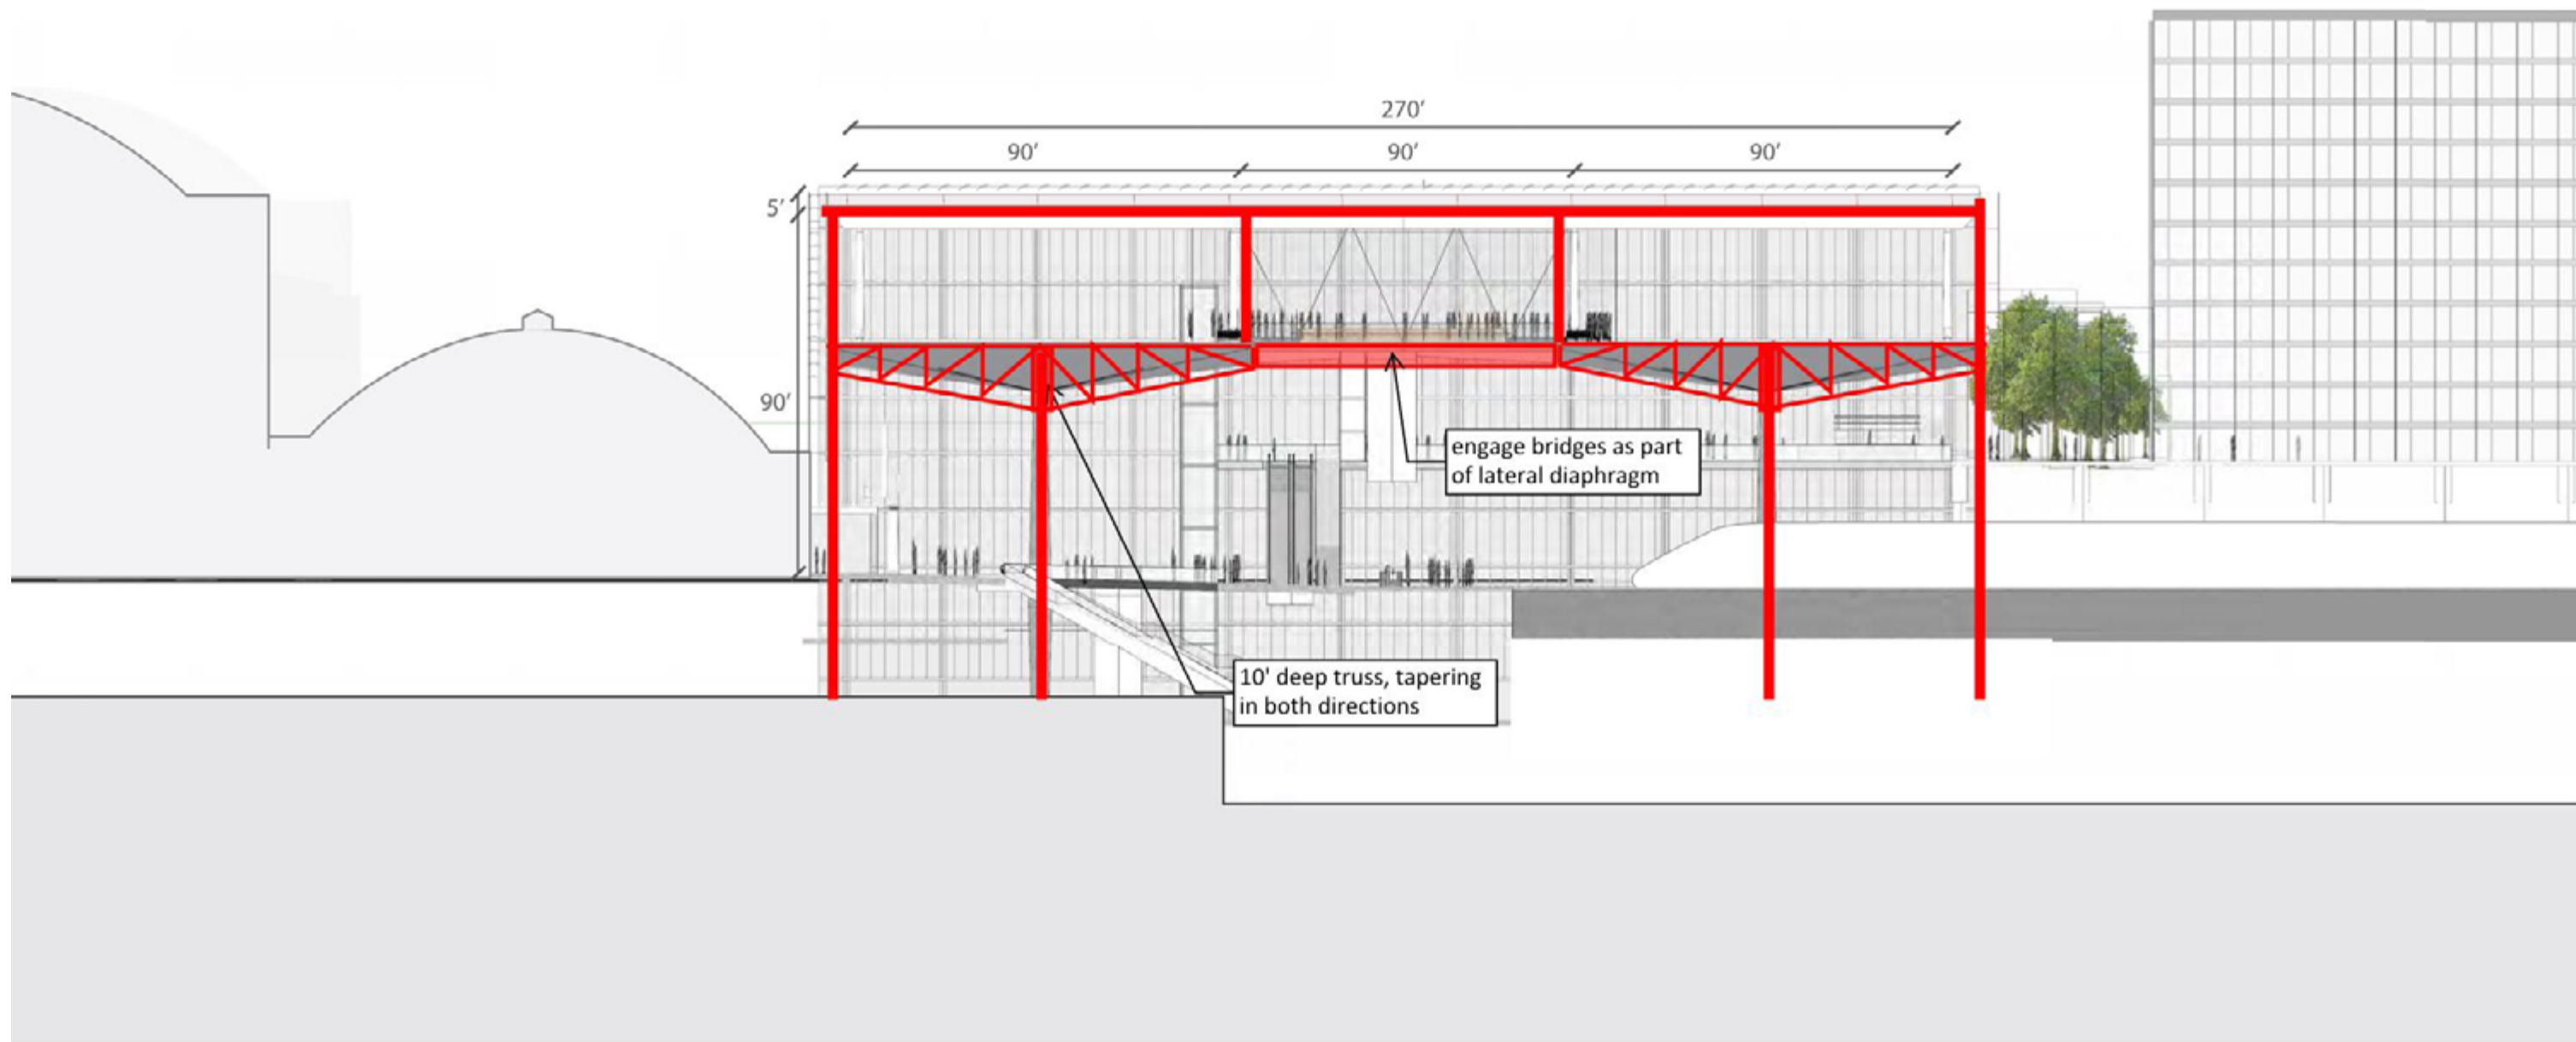 270′
90′
90′
90′
5′
90′
engage bridges as part
of lateral diaphragm
10' deep truss, tapering
in both directions